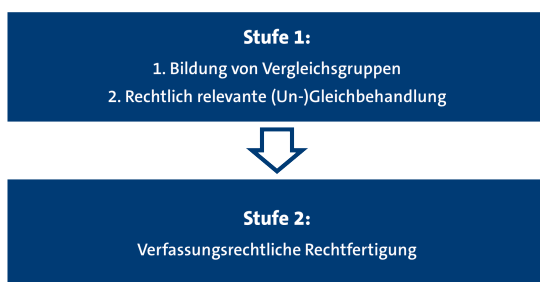 Stufe 1:
1. Bildung von Vergleichsgruppen
2. Rechtlich relevante (Un-)Gleichbehandlung
Stufe 2:
Verfassungsrechtliche Rechtfertigung